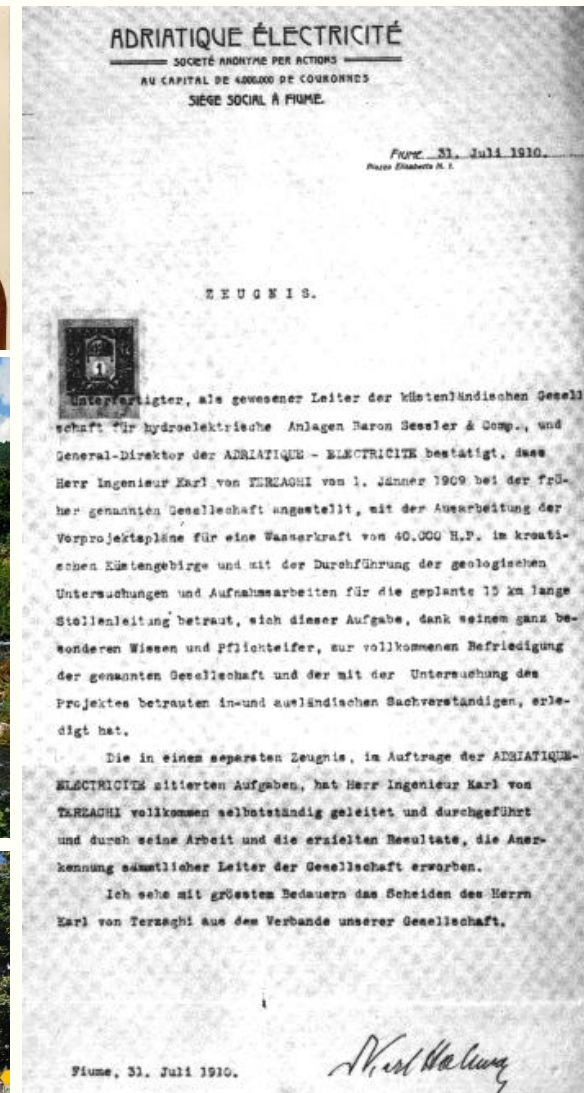 ADRIATIQUE ÉLECTRICITÉ
SOCIETÉ ANONYME PER ACTIONS
AU CAPITAL DE 4,000.000 DE COURONNES
SIÉGE SOCIAL À FIUME.
FIUME 31. Juli 1910.
Piazza Elisabetta N. 1.
ZEUGNIS.
1
Unterfertigter, als gewesener Leiter der küstenländischen Gesell
schaft für hydroelektrische Anlagen Baron Sessler & Comp., und
General-Direktor der ADRIATIQUE - ELECTRICITE bestätigt, dass
Herr Ingenieur Karl von TERZAGHI vom 1. Jänner 1909 bei der frü-
her genannten Gesellschaft angestellt, mit der Ausarbeitung der
Vorprojektspläne für eine Wasserkraft von 40.000 H.P. im kroati-
schen Küstengebirge und mit der Durchführung der geologischen
Untersuchungen und Aufnahmsarbeiten für die geplante 15 km lange
Stollenleitung betraut, sich dieser Aufgabe, dank seinem ganz be-
sonderen Wissen und Pflichteifer, zur vollkommenen Befriedigung
der genannten Gesellschaft und der mit der Untersuchung des
Projektes betrauten in-und ausländischen Sachverständigen, erle-
digt hat.
Die in einem separaten Zeugnis, im Auftrage der ADRIATIQUE-
ELECTRICITE zitierten Aufgaben, hat Herr Ingenieur Karl von
TERZAGHI vollkommen selbstständig geleitet und durchgeführt
und durch seine Arbeit und die erzielten Resultate, die Aner-
kennung sämmtlicher Leiter der Gesellschaft erworben.
Ich sehe mit grösstem Bedauern das Scheiden des Herrn
Karl von Terzaghi aus dem Verbande unserer Gesellschaft.
Fiume, 31. Juli 1910.